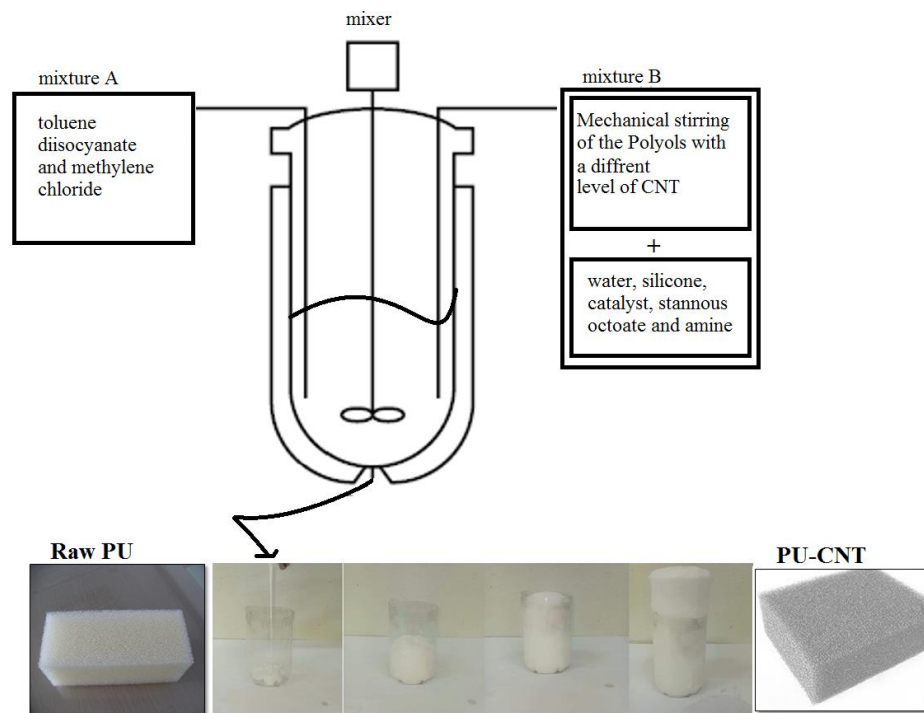 mixer
mixture A
toluene
diisocyanate
and methylene
chloride
mixture B
Mechanical stirring
of the Polyols with
a diffrent
level of CNT
+
water, silicone,
catalyst, stannous
octoate and amine
Raw PU
PU-CNT